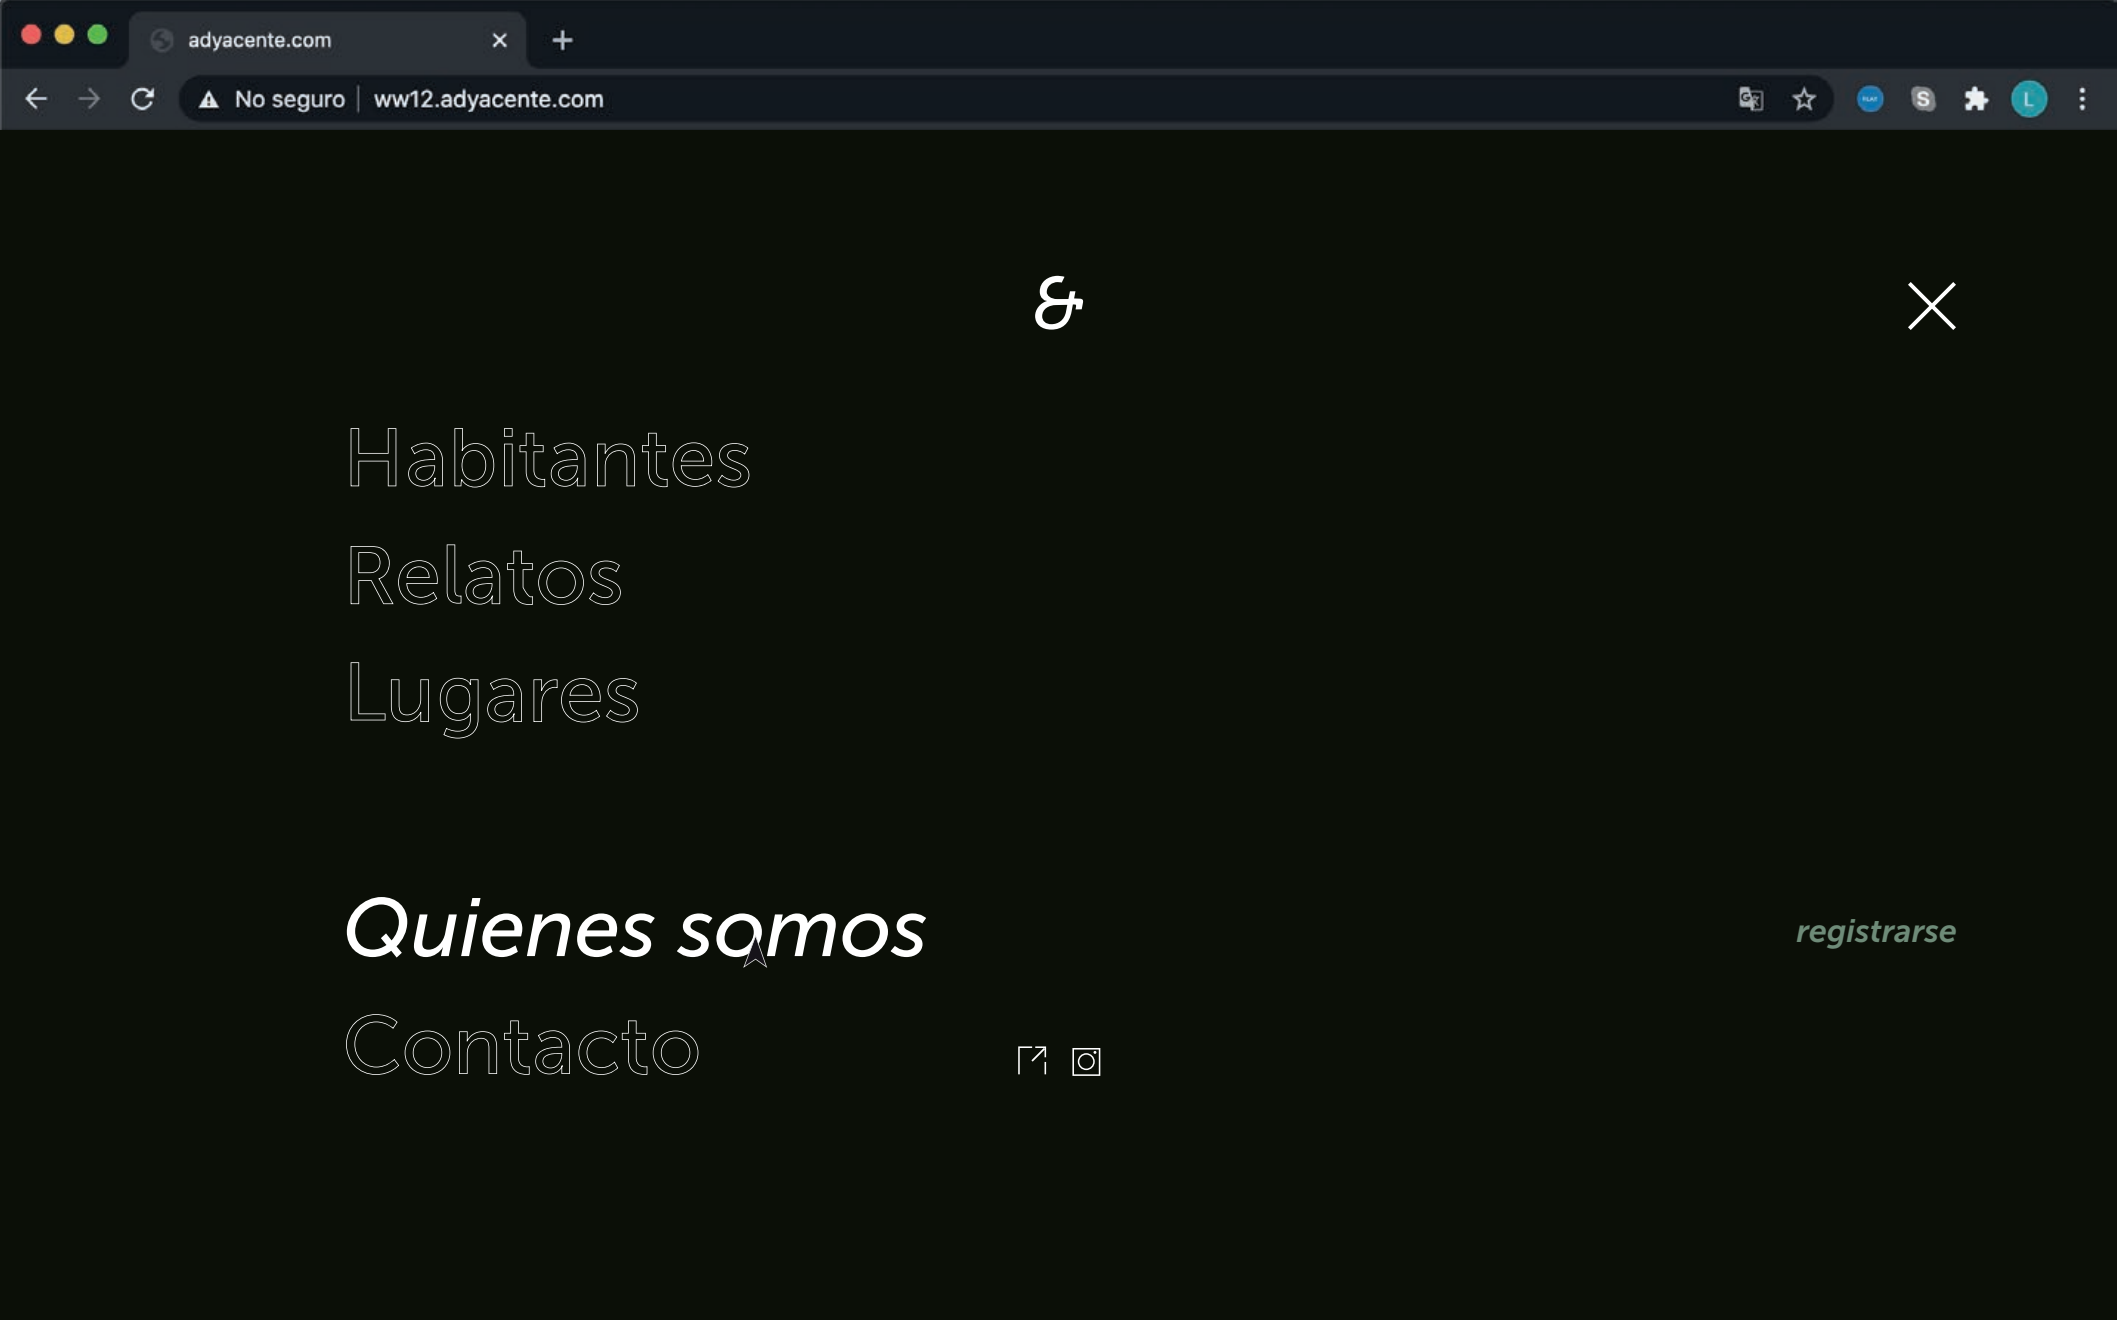 adyacente.com
No seguro | ww12.adyacente.com
L
&
Habitantes
Relatos
Lugares
Quienes somos
registrarse
Contacto